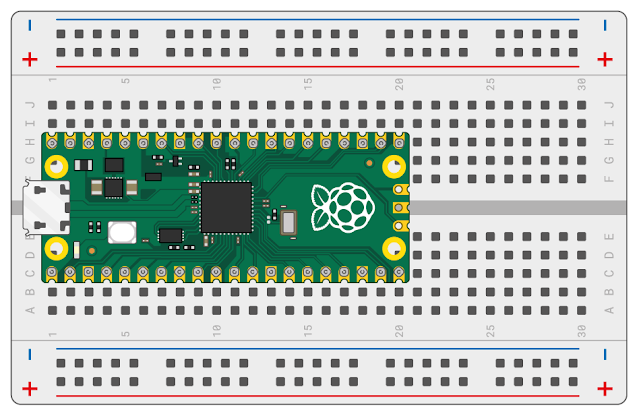 - -
+ +
1 5 10 15 20 25 30
J J
I I
H H
G G
F
E
D D
C C
B B
A A
1 5 10 15 20 25 30
- -
+ +